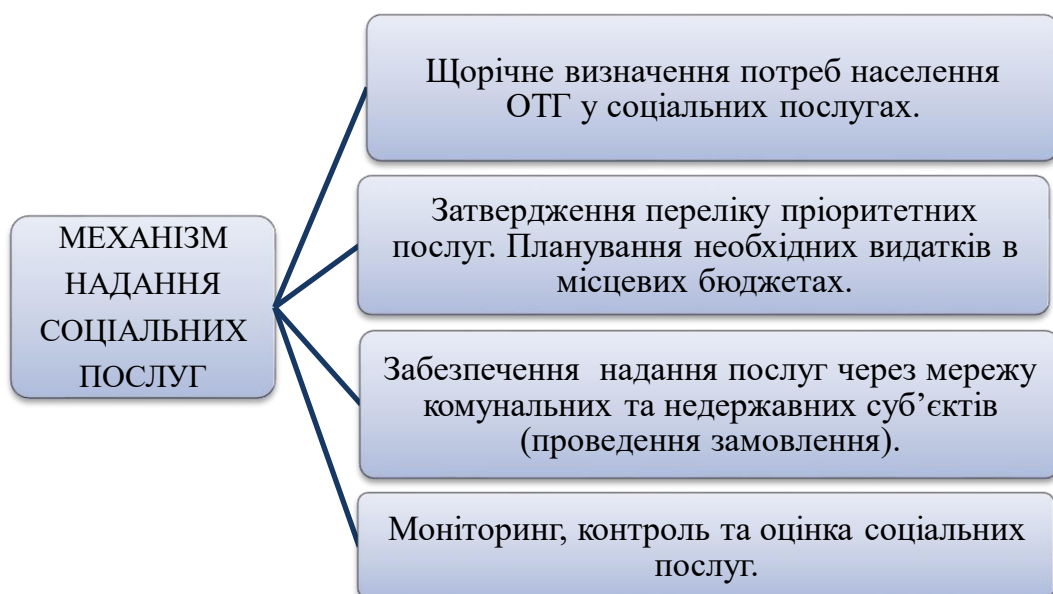 МЕХАНІЗМ
НАДАННЯ
СОЦІАЛЬНИХ
ПОСЛУГ
Щорічне визначення потреб населення
ОТГ у соціальних послугах.
Затвердження переліку пріоритетних
послуг. Планування необхідних видатків в
місцевих бюджетах.
Забезпечення надання послуг через мережу
комунальних та недержавних суб’єктів
(проведення замовлення).
Моніторинг, контроль та оцінка соціальних
послуг.